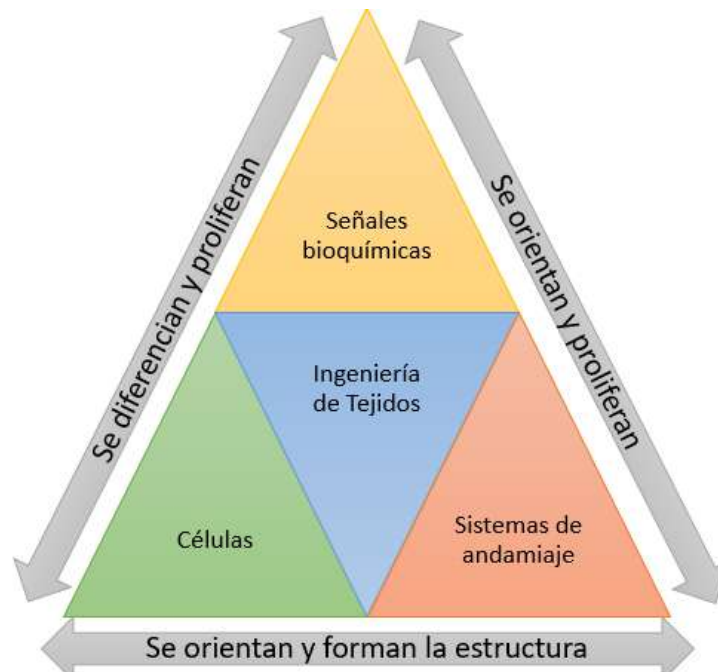 Se diferencian y proliferan
Se orientan y proliferan
Señales
bioquímicas
Ingeniería
de Tejidos
Células
Sistemas de
andamiaje
Se orientan y forman la estructura